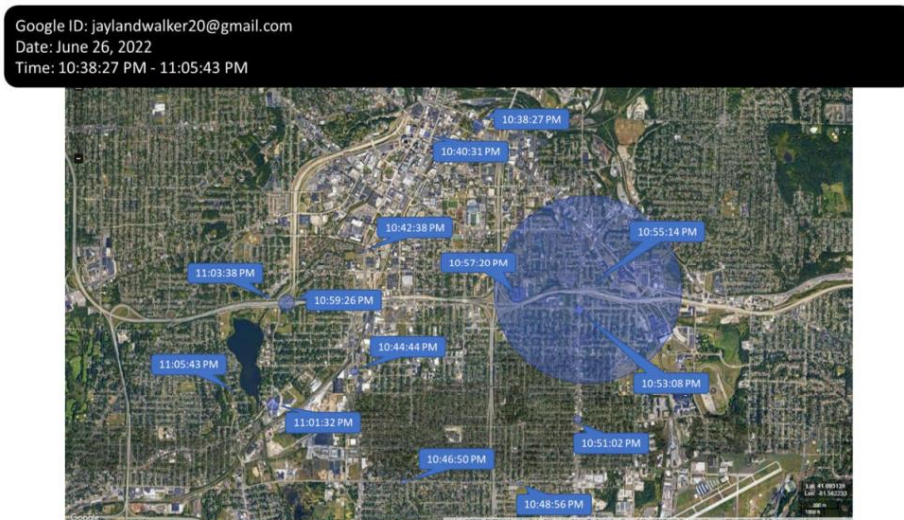 Google ID: jaylandwalker20@gmail.com
Date: June 26, 2022
Time: 10:38:27 PM - 11:05:43 PM
10:38:27 PM
10:40:31 PM
10:42:38 PM
10:55:14 PM
10:57:20 PM
11:03:38 PM
10:59:26 PM
10:44:44 PM
11:05:43 PM
10:53:08 PM
11:01:32 PM
10:51:02 PM
10:46:50 PM
10:48:56 PM
Google